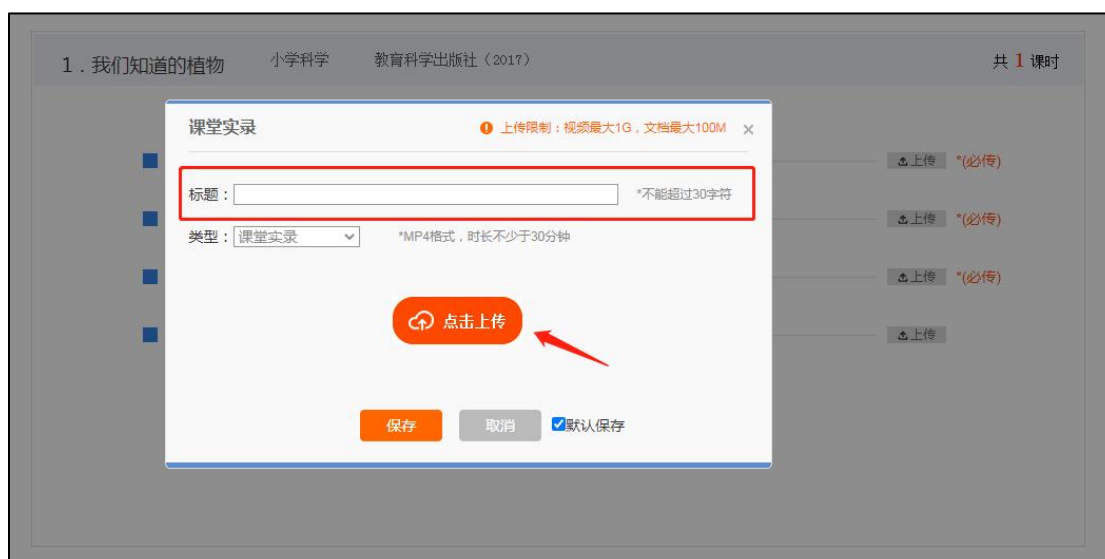 1．我们知道的植物 小学科学 教育科学出版社（2017） 共 1 课时
课堂实录 上传限制：视频最大1G，文档最大100M
上传 *(必传)
标题： *不能超过30字符
上传 *(必传)
类型：课堂实录 *MP4格式，时长不少于30分钟
上传 *(必传)
点击上传
上传
保存 取消 默认保存